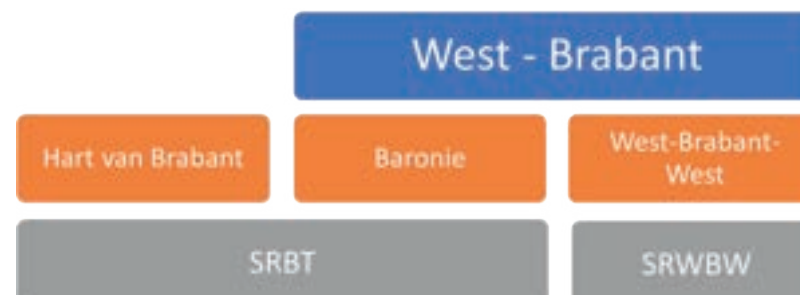 West - Brabant
Hart van Brabant
Baronie
West-Brabant-
West
SRBT
SRWBW